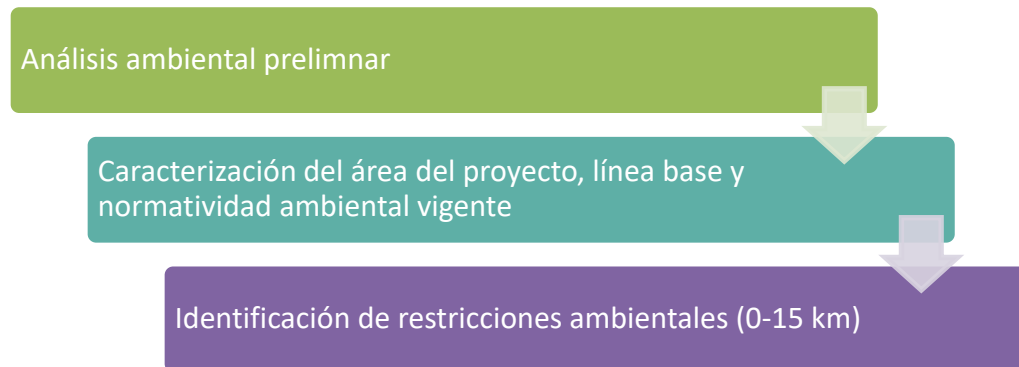 Análisis ambiental prelimnar
Caracterización del área del proyecto, línea base y
normatividad ambiental vigente
Identificación de restricciones ambientales (0-15 km)